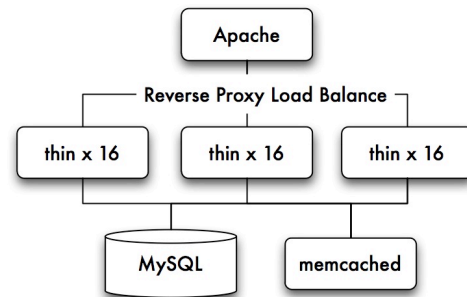 Apache
Reverse Proxy Load Balance
thin x 16
thin x 16
thin x 16
MySQL
memcached